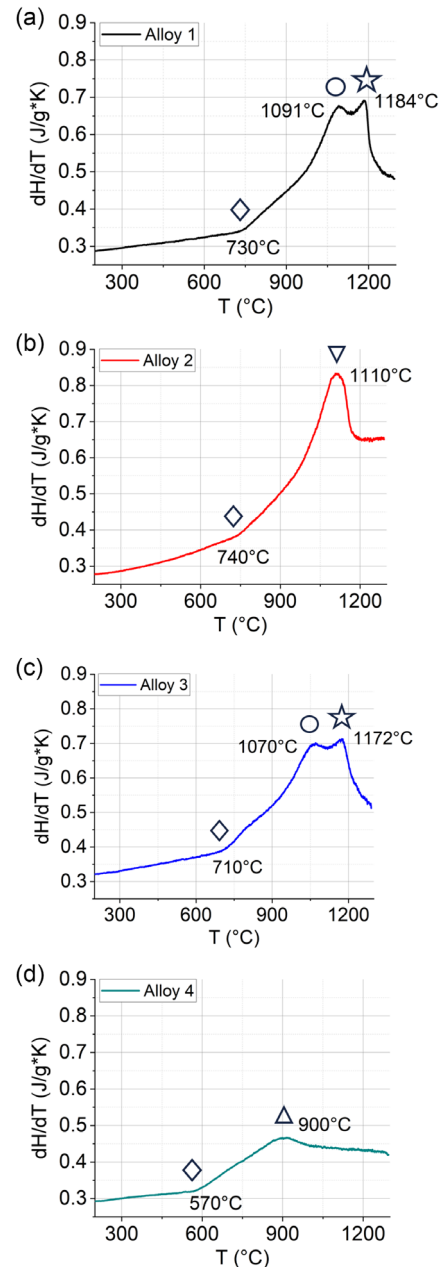 (a)
Alloy 1
dH/dT (J/g*K)
0.9
0.8
0.7
0.6
0.5
0.4
0.3
1091°C
1184°C
730°C
300 600 900 1200
T (°C)
(b)
Alloy 2
dH/dT (J/g*K)
0.9
0.8
0.7
0.6
0.5
0.4
0.3
1110°C
740°C
300 600 900 1200
T (°C)
(c)
Alloy 3
dH/dT (J/g*K)
0.9
0.8
0.7
0.6
0.5
0.4
0.3
1070°C
1172°C
710°C
300 600 900 1200
T (°C)
(d)
Alloy 4
dH/dT (J/g*K)
0.9
0.8
0.7
0.6
0.5
0.4
0.3
900°C
570°C
300 600 900 1200
T (°C)